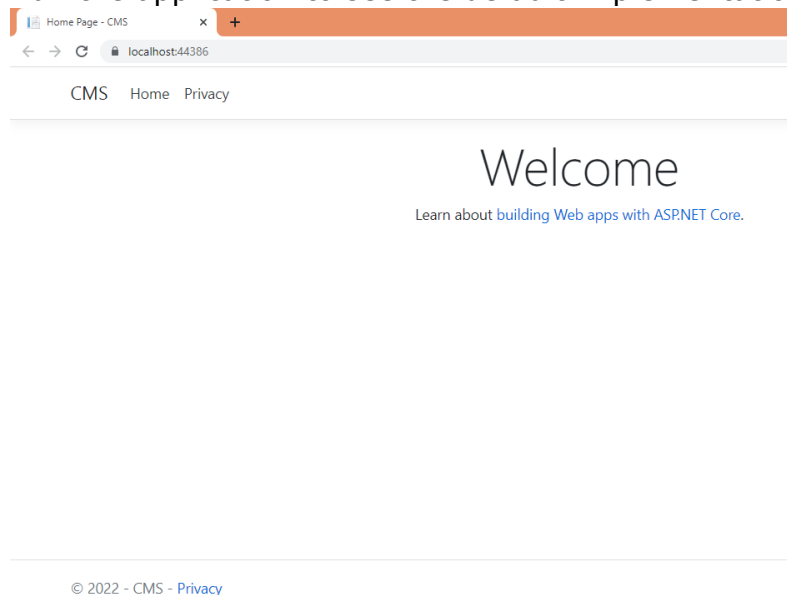 Home Page - CMS
localhost:44386
CMS Home Privacy
Welcome
Learn about building Web apps with ASP.NET Core.
© 2022 - CMS - Privacy